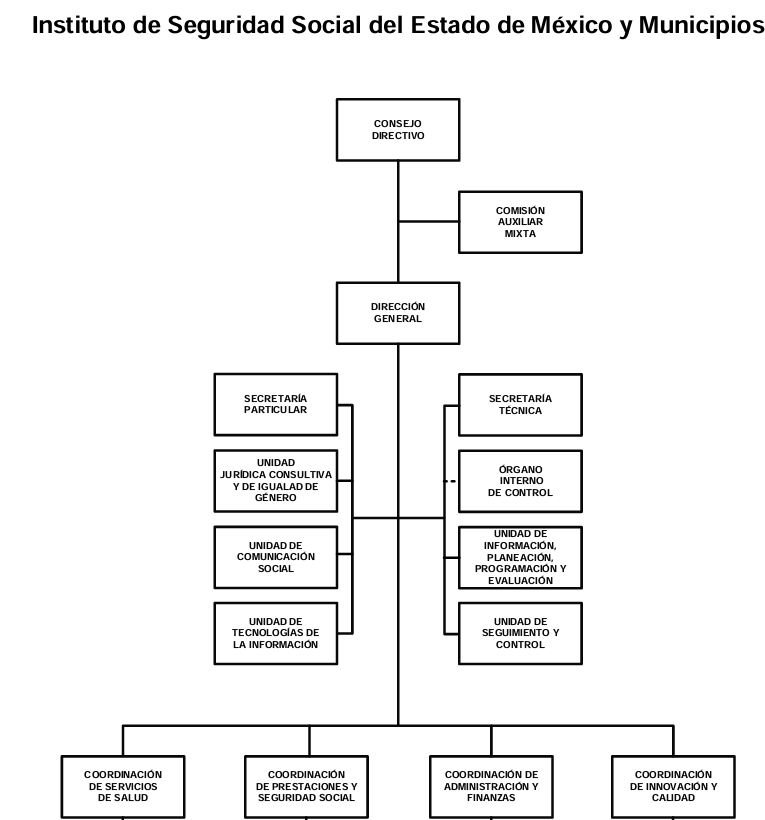 Instituto de Seguridad Social del Estado de México y Municipios
CONSEJO
DIRECTIVO
COMISIÓN
AUXILIAR
MIXTA
DIRECCIÓN
GENERAL
SECRETARÍA
PARTICULAR
SECRETARÍA
TÉCNICA
UNIDAD
JURÍDICA CONSULTIVA
Y DE IGUALAD DE
GÉNERO
ÓRGANO
INTERNO
DE CONTROL
UNIDAD DE
COMUNICACIÓN
SOCIAL
UNIDAD DE
INFORMACIÓN,
PLANEACIÓN,
PROGRAMACIÓN Y
EVALUACIÓN
UNIDAD DE
TECNOLOGÍAS DE
LA INFORMACIÓN
UNIDAD DE
SEGUIMIENTO Y
CONTROL
COORDINACIÓN
DE SERVICIOS
DE SALUD
COORDINACIÓN
DE PRESTACIONES Y
SEGURIDAD SOCIAL
COORDINACIÓN DE
ADMINISTRACIÓN Y
FINANZAS
COORDINACIÓN
DE INNOVACIÓN Y
CALIDAD